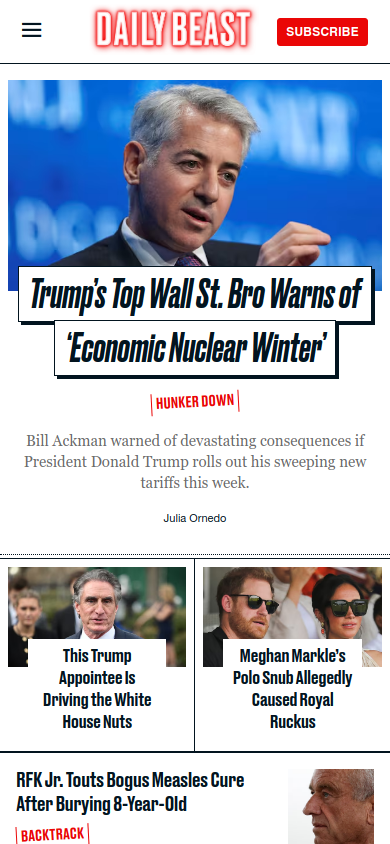 DAILY BEAST
SUBSCRIBE
Trump's Top Wall St. Bro Warns of
'Economic Nuclear Winter'
HUNKER DOWN
Bill Ackman warned of devastating consequences if
President Donald Trump rolls out his sweeping new
tariffs this week.
Julia Ornedo
This Trump
Appointee Is
Driving the White
House Nuts
Meghan Markle's
Polo Snub Allegedly
Caused Royal
Ruckus
RFK Jr. Touts Bogus Measles Cure
After Burying 8-Year-Old
BACKTRACK